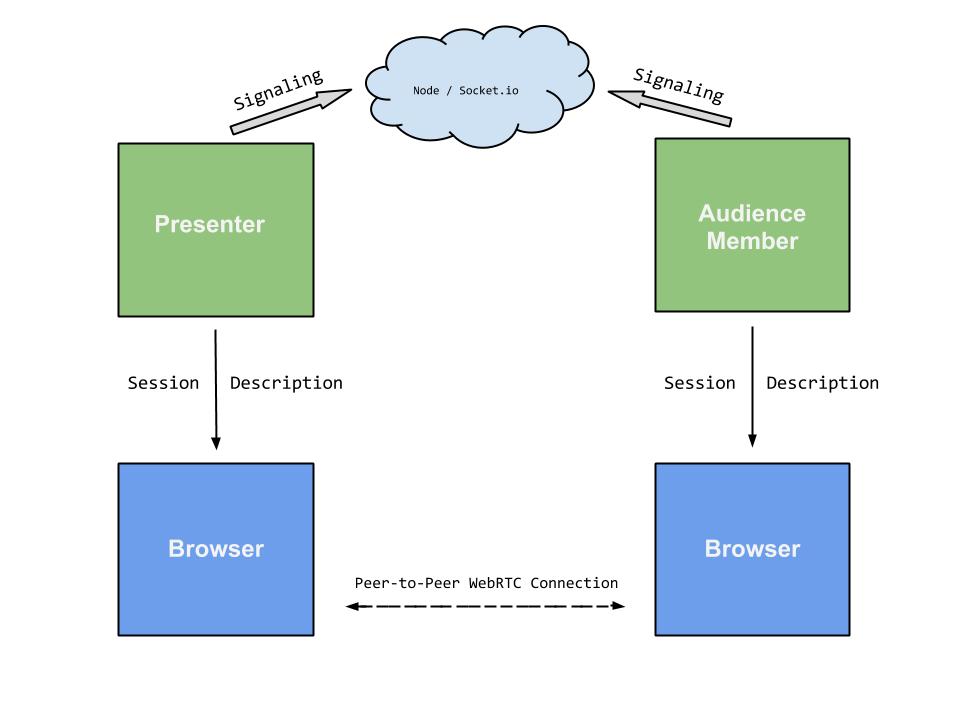 Signaling
Node / Socket.io
Signaling
Presenter
Audience
Member
Session Description
Session Description
Browser
Browser
Peer-to-Peer WebRTC Connection